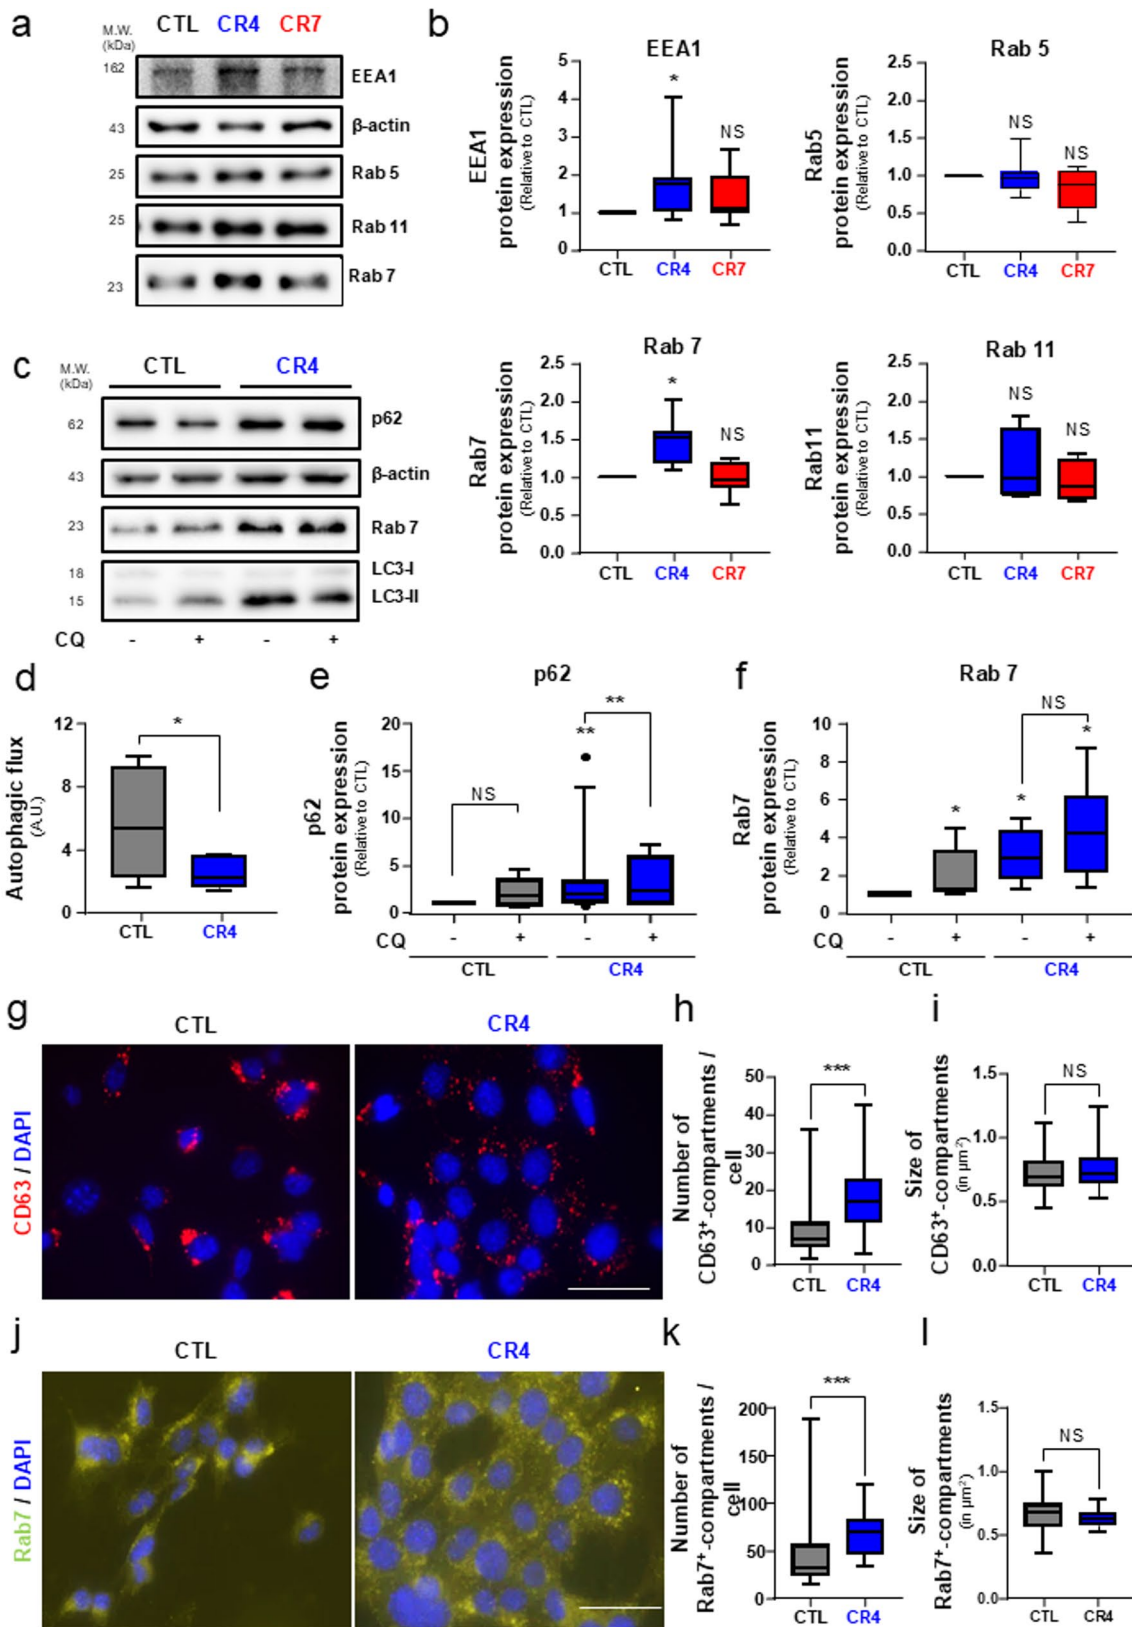 a
M.W.
(kDa)
CTL CR4 CR7
162
EEA1
43
β-actin
25
Rab 5
25
Rab 11
23
Rab 7
b
EEA1
EEA1
protein expression
(Relative to CTL)
5
4
3
2
1
0
*
NS
CTL CR4 CR7
Rab 5
Rab5
protein expression
(Relative to CTL)
2.5
2.0
1.5
1.0
0.5
0.0
NS
NS
CTL CR4 CR7
Rab 7
Rab7
protein expression
(Relative to CTL)
2.5
2.0
1.5
1.0
0.5
0.0
*
NS
CTL CR4 CR7
Rab 11
Rab11
protein expression
(Relative to CTL)
2.5
2.0
1.5
1.0
0.5
0.0
NS
NS
CTL CR4 CR7
c
M.W.
(kDa)
CTL CR4
62
p62
43
β-actin
23
Rab 7
18
LC3-I
15
LC3-II
CQ - + - +
d
Autophagic flux
(A.U.)
12
8
4
0
*
CTL CR4
e
p62
p62
protein expression
(Relative to CTL)
20
15
10
5
0
NS
**
**
CQ - + - +
CTL CR4
f
Rab 7
Rab7
protein expression
(Relative to CTL)
10
8
6
4
2
0
NS
*
*
*
CQ - + - +
CTL CR4
g
CTL CR4
CD63 / DAPI
h
Number of
CD63+-compartments /
cell
50
40
30
20
10
0
***
CTL CR4
i
Size of
CD63+-compartments
(in μm²)
1.5
1.0
0.5
0.0
NS
CTL CR4
j
CTL CR4
Rab7 / DAPI
k
Number of
Rab7+-compartments /
cell
200
150
100
50
0
***
CTL CR4
l
Size of
Rab7+-compartments
(in μm²)
1.5
1.0
0.5
0.0
NS
CTL CR4